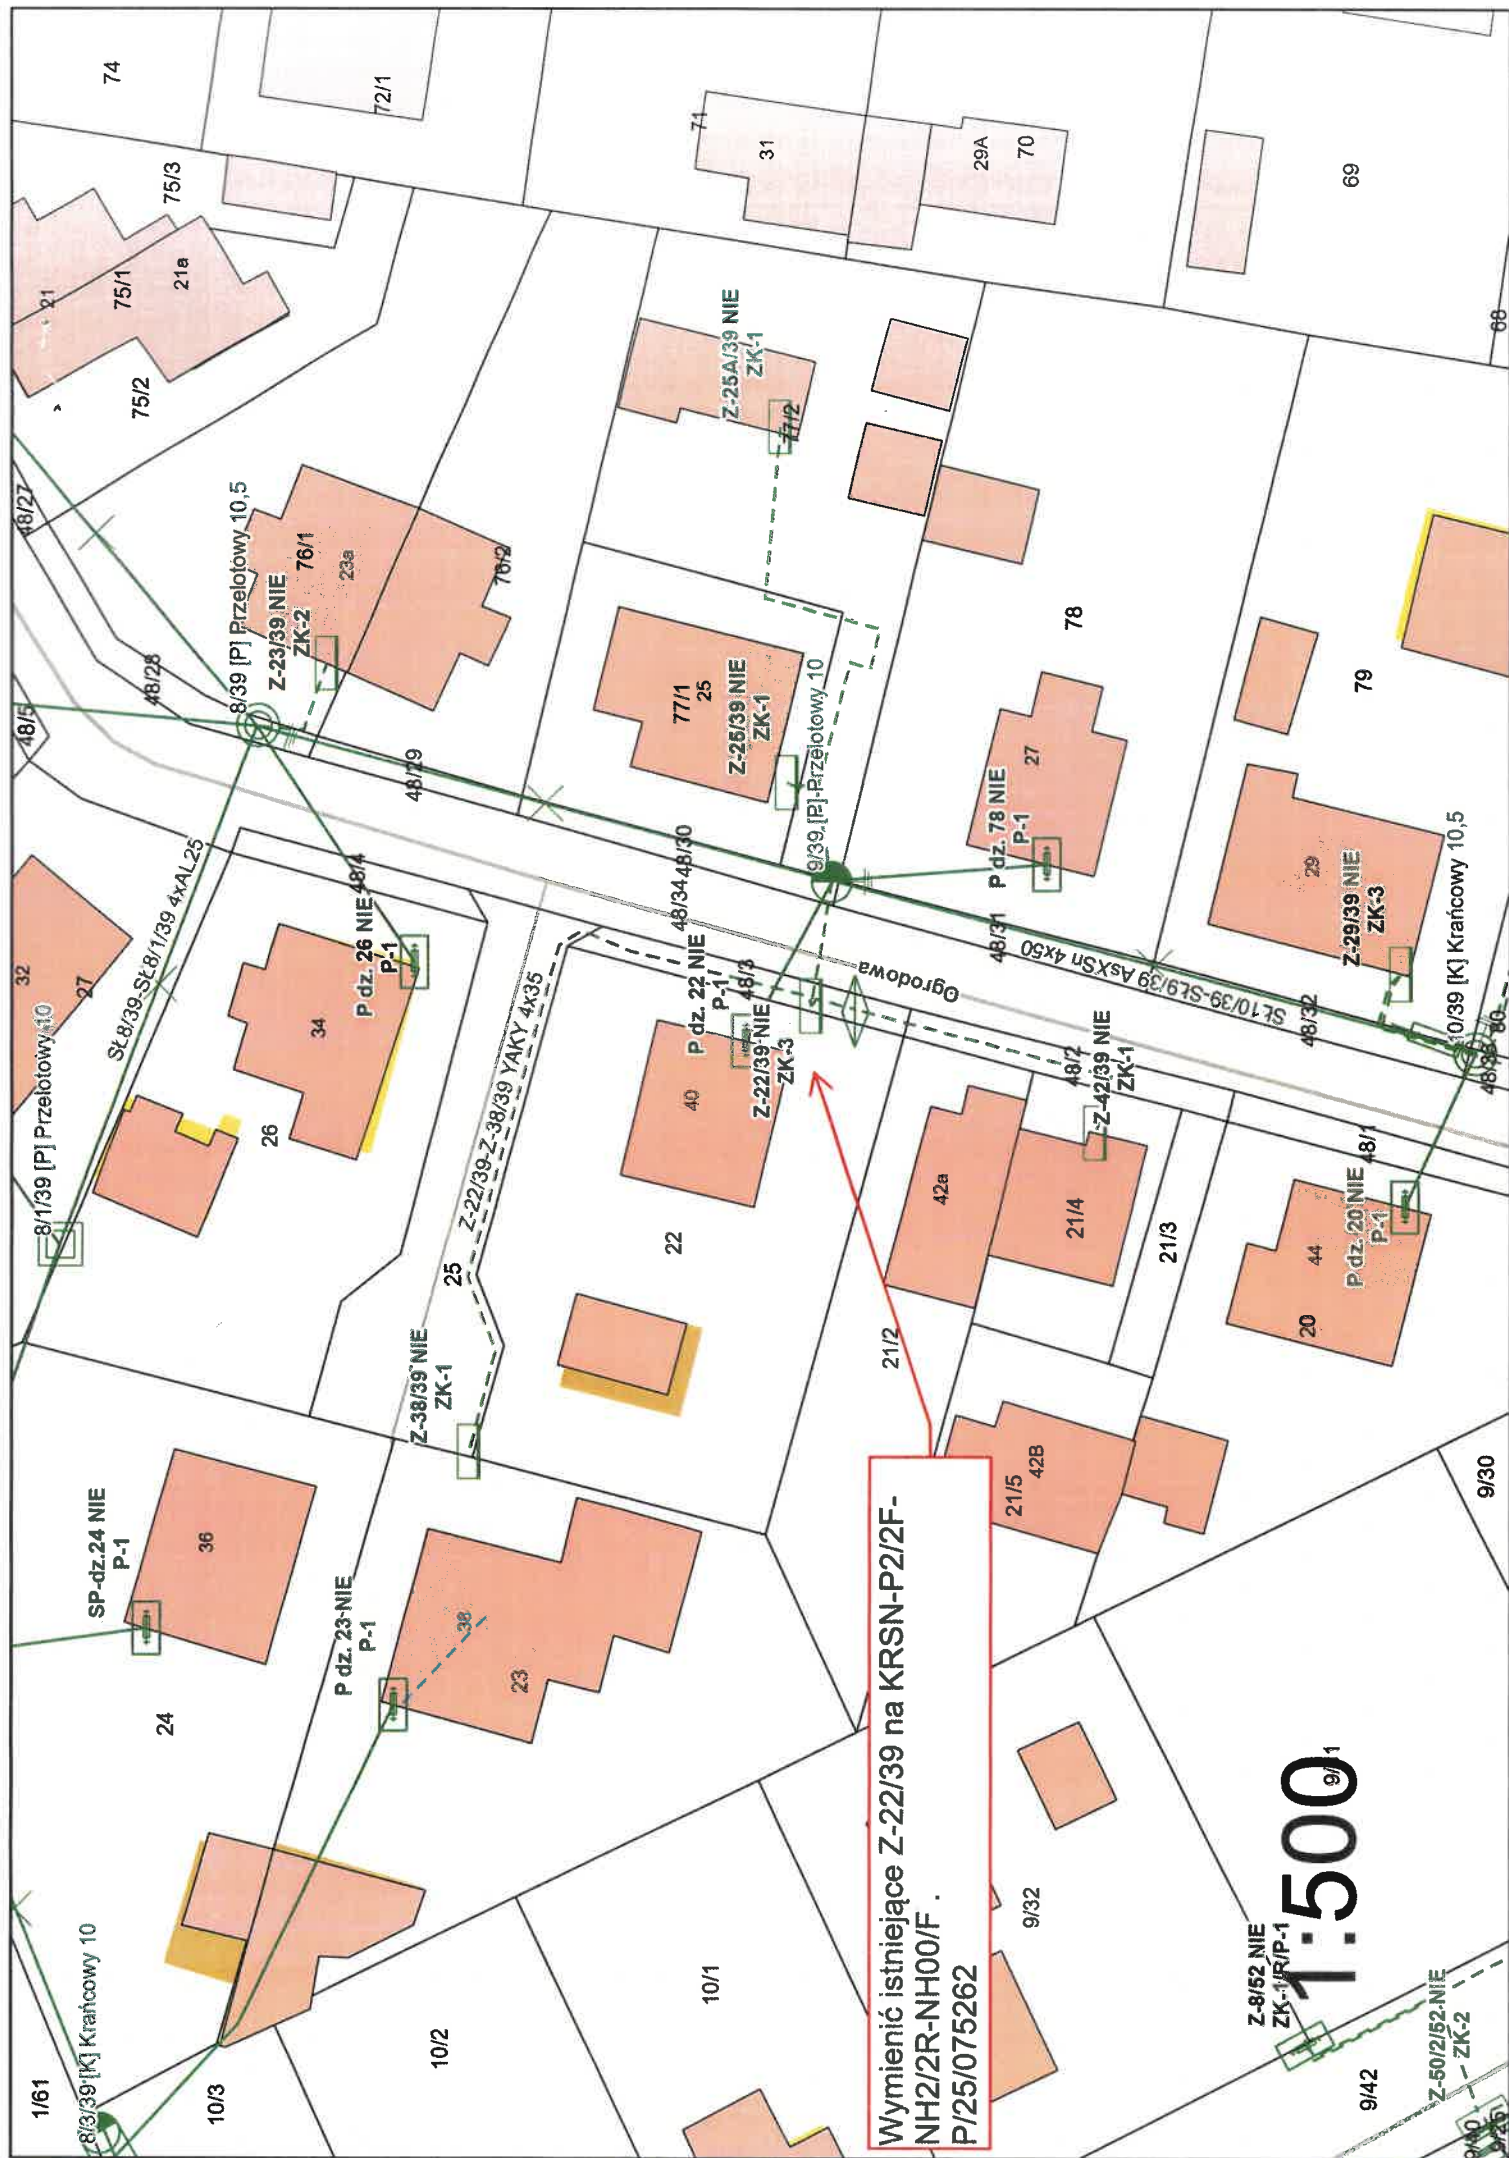 74
72/1
75/3
75/1
21
21a
75/2
71
31
29A
70
69
68
48/27
48/5
48/28
8/39 [P] Przelotowy 10,5
Z-23/39 NIE
ZK-2
76/1
23a
76/2
Z-25A/39 NIE
ZK-1
77/2
77/1
25
Z-25/39 NIE
ZK-1
9/39 [P] Przelotowy 10
78
27
P dz. 78 NIE
P-1
79
29
Z-29/39 NIE
ZK-3
10/39 [K] Krańcowy 10,5
80
48/29
48/30
48/34
48/31
48/32
SŁ10/39-SŁ9/39 AsXSn 4x50
Ogrodowa
48/4
48/3
48/2
48/1
32
27
8/1/39 [P] Przelotowy 10
SŁ8/39-SŁ8/1/39 4xAL25
34
26
P dz. 26 NIE
P-1
Z-22/39-Z-38/39 YAKY 4x35
25
P dz. 22 NIE
P-1
Z-22/39 NIE
ZK-3
40
22
Z-42/39 NIE
ZK-1
42a
21/4
21/3
21/2
21/5
42B
P dz. 20 NIE
P-1
44
20
Z-38/39 NIE
ZK-1
SP-dz.24 NIE
P-1
36
24
P dz. 23 NIE
P-1
38
23
9/30
Wymienić istniejące Z-22/39 na KRSN-P2/2F-
NH2/2R-NH00/F .
P/25/075262
1/61
8/3/39 [K] Krańcowy 10
10/3
10/2
10/1
9/32
1:500
Z-8/52 NIE
ZK-1/R/P-1
9/42
Z-50/2/52 NIE
ZK-2